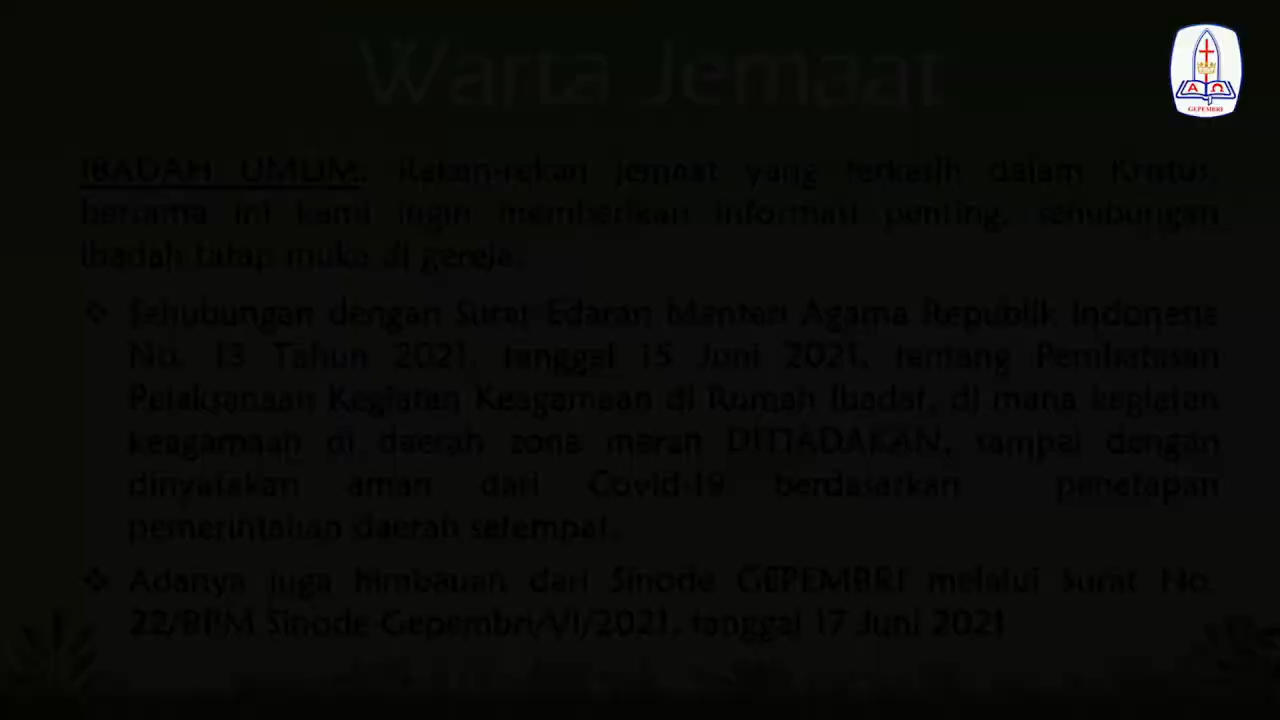 Warta Jemaat
A Ω
GEPEMBRI
IBADAH UMUM. Rekan-rekan jemaat yang terkasih dalam Kristus,
bersama ini kami ingin memberikan informasi penting, sehubungan
Ibadah tatap muka di gereja.
❖ Sehubungan dengan Surat Edaran Menteri Agama Republik Indonesia
No. 13 Tahun 2021, tanggal 15 Juni 2021, tentang Pembatasan
Pelaksanaan Kegiatan Keagamaan di Rumah Ibadat, di mana kegiatan
keagamaan di daerah zona merah DITIADAKAN, sampai dengan
dinyatakan aman dari Covid-19 berdasarkan penetapan
pemerintahan daerah setempat.
❖ Adanya juga himbauan dari Sinode GEPEMBRI melalui Surat No.
22/BPM Sinode Gepembri/VI/2021, tanggal 17 Juni 2021